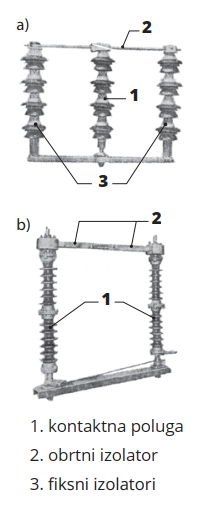 a)
2
1
3
b)
2
1
1. kontaktna poluga
2. obrtni izolator
3. fiksni izolatori